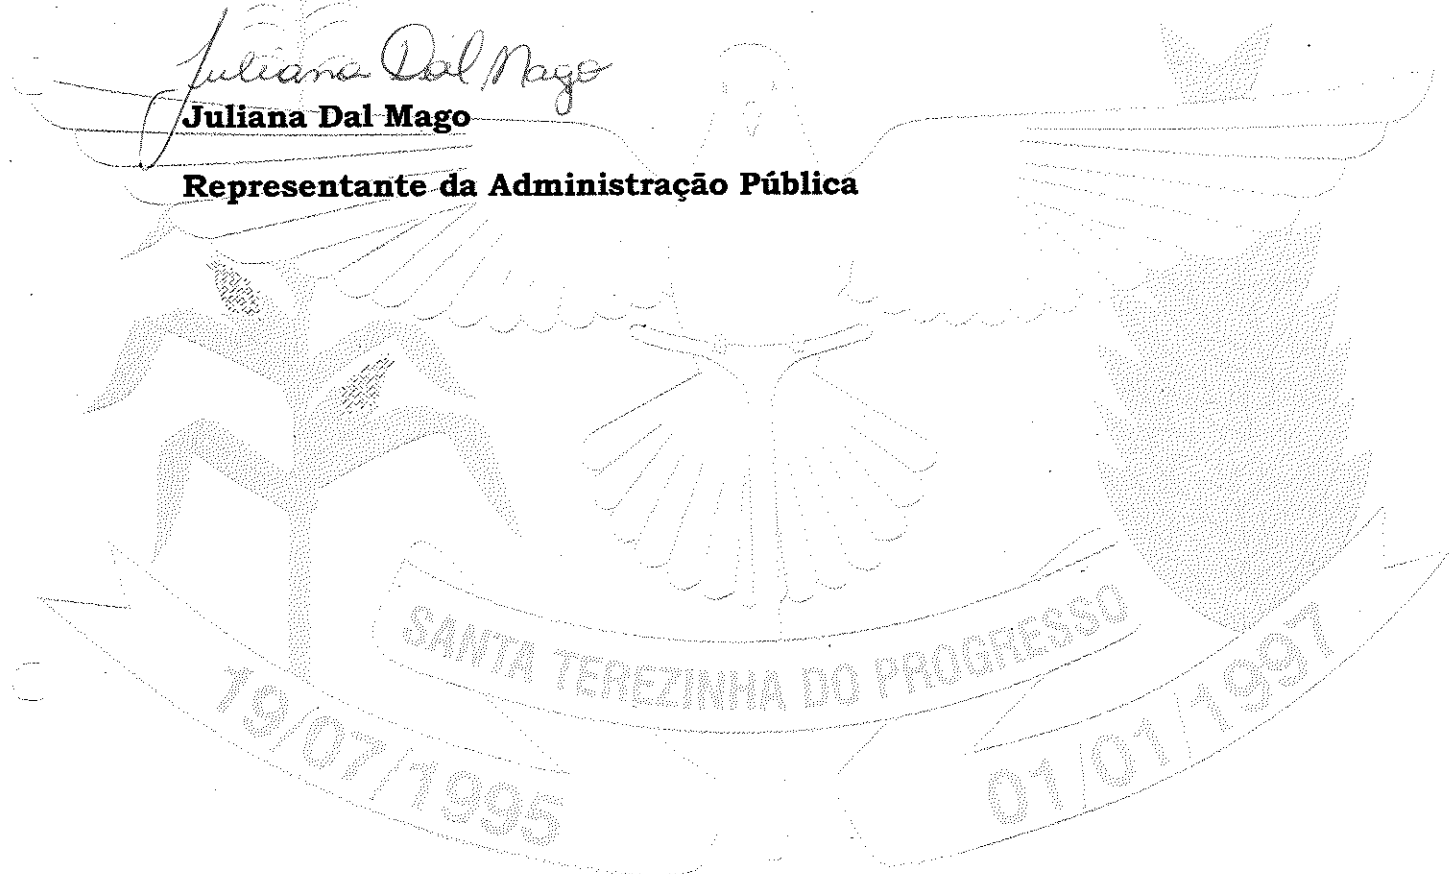 Juliana Dal Mago
Juliana Dal Mago
Representante da Administração Pública
SANTA TEREZINHA DO PROGRESSO
19/07/1995
01/01/1997